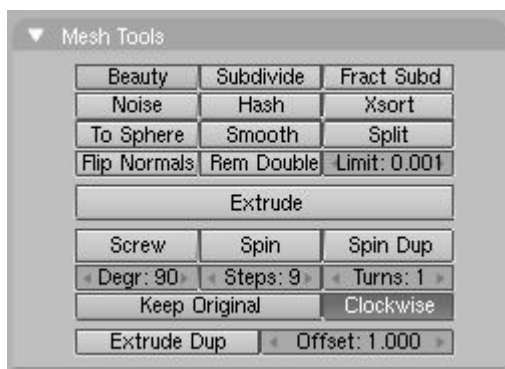 Mesh Tools
Beauty Subdivide Fract Subd
Noise Hash Xsort
To Sphere Smooth Split
Flip Normals Rem Double Limit: 0.001
Extrude
Screw Spin Spin Dup
Degr: 90 Steps: 9 Turns: 1
Keep Original Clockwise
Extrude Dup Offset: 1.000